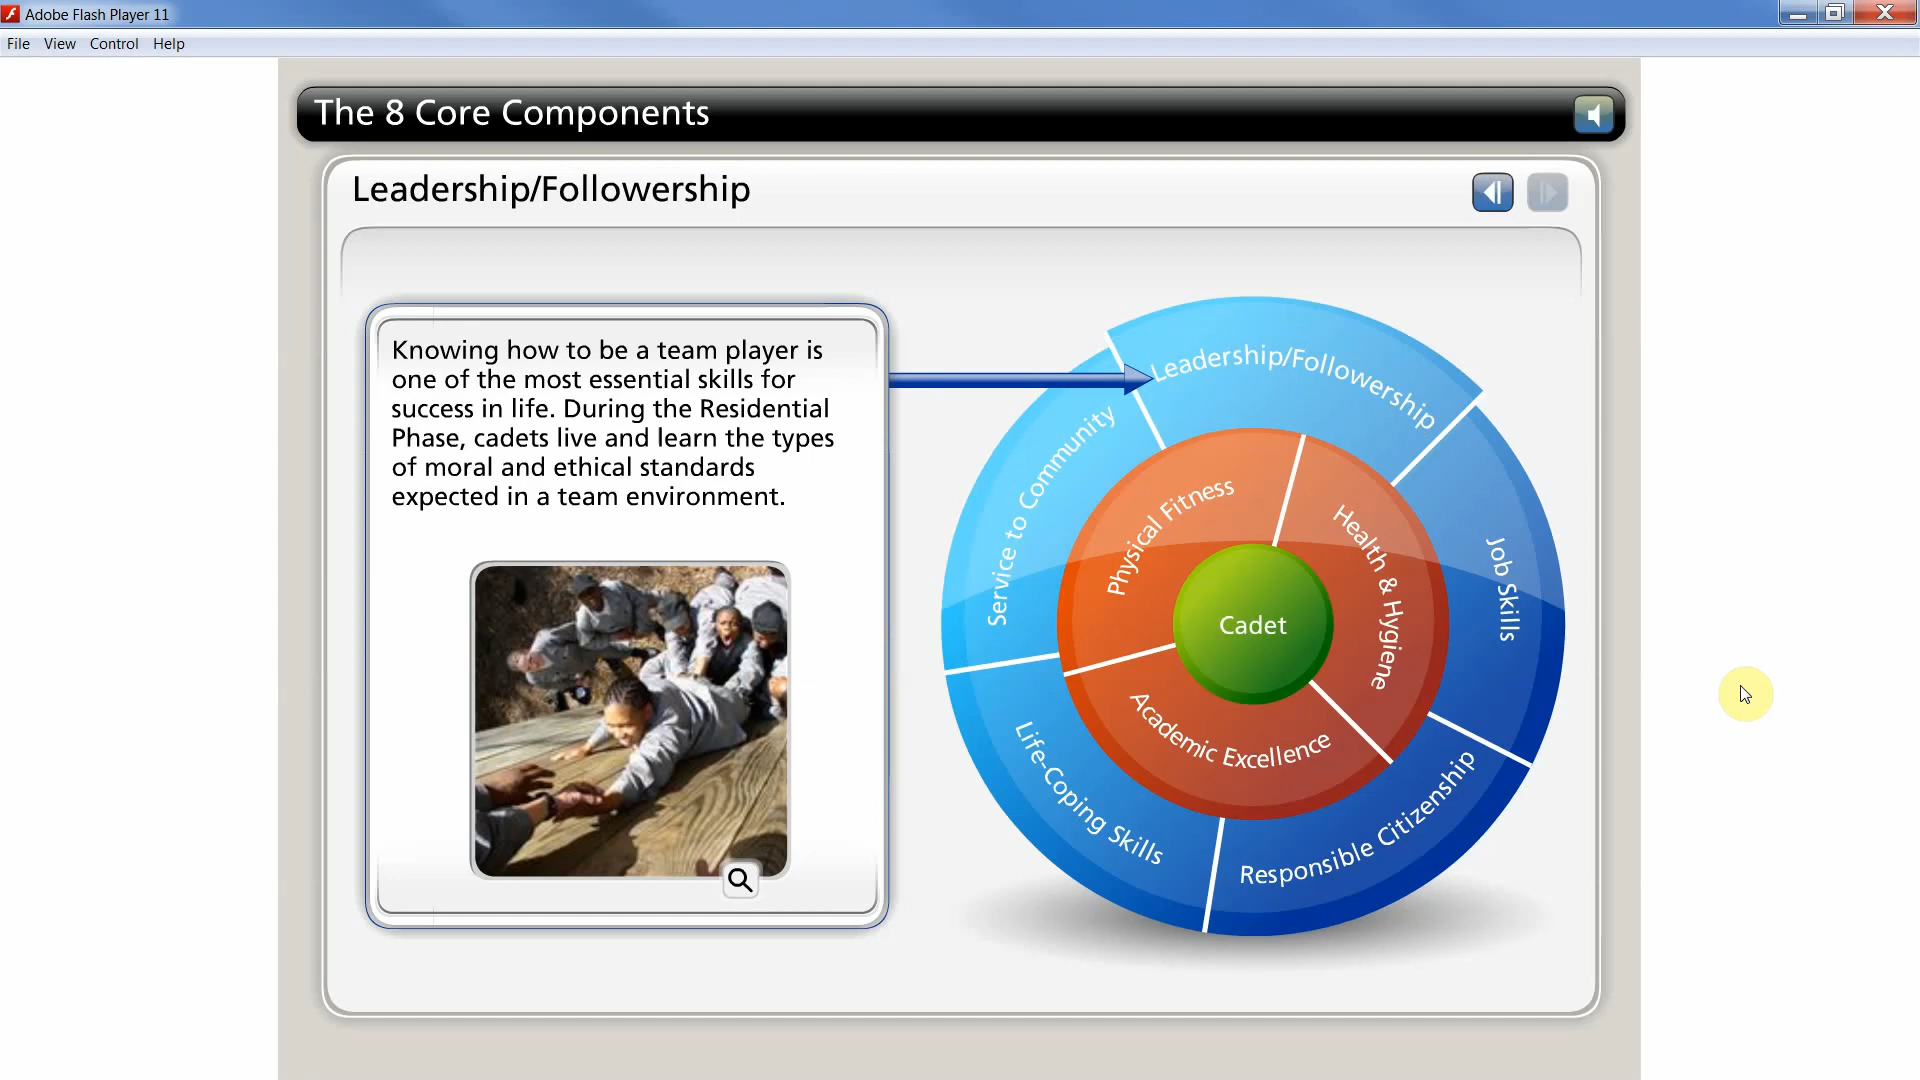 Adobe Flash Player 11
File View Control Help
The 8 Core Components
Leadership/Followership
Knowing how to be a team player is
one of the most essential skills for
success in life. During the Residential
Phase, cadets live and learn the types
of moral and ethical standards
expected in a team environment.
Leadership/Followership
Service to Community
Physical Fitness
Health & Hygiene
Job Skills
Cadet
Academic Excellence
Life-Coping Skills
Responsible Citizenship